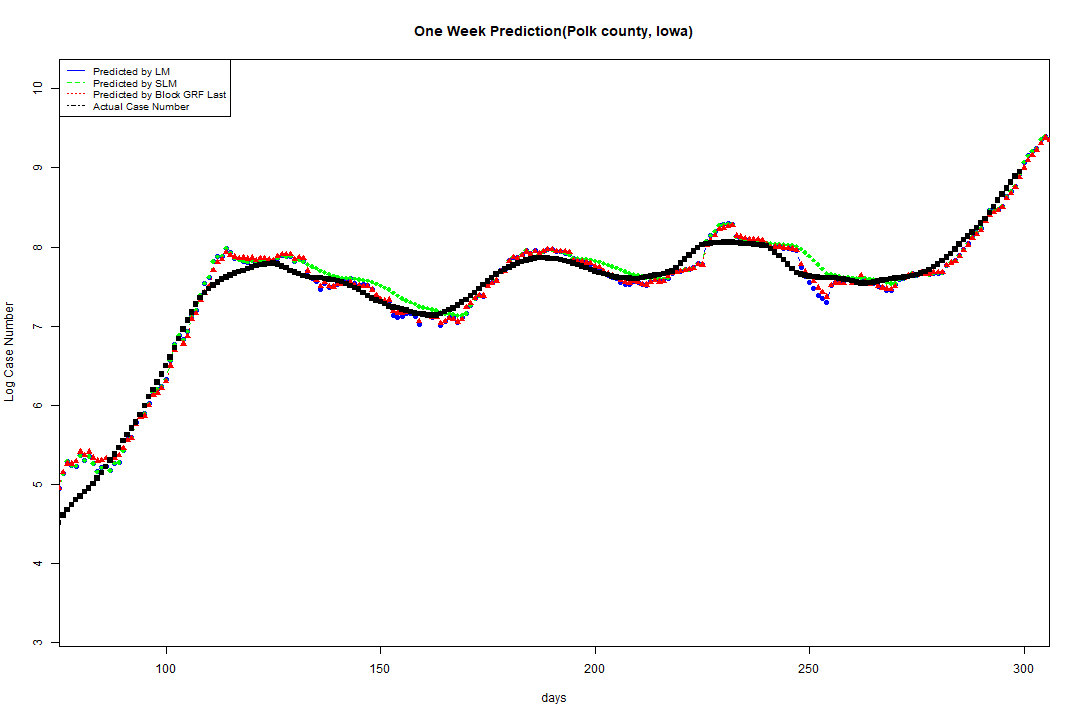 One Week Prediction(Polk county, Iowa)
Predicted by LM
Predicted by SLM
Predicted by Block GRF Last
Actual Case Number
Log Case Number
10
9
8
7
6
5
4
3
100 150 200 250 300
days